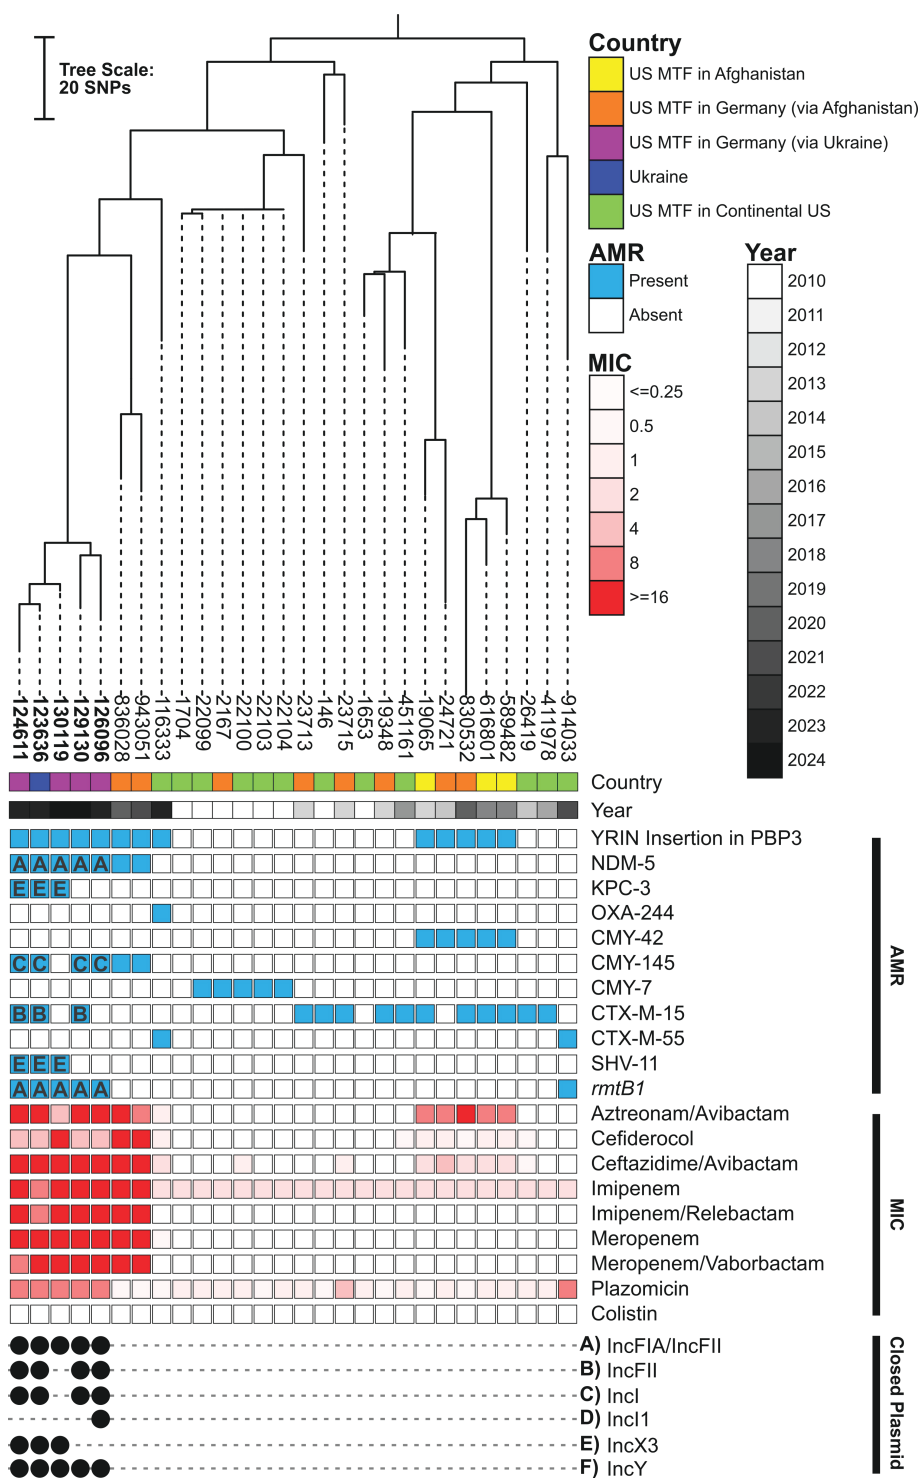 Tree Scale:
20 SNPs
Country
US MTF in Afghanistan
US MTF in Germany (via Afghanistan)
US MTF in Germany (via Ukraine)
Ukraine
US MTF in Continental US
AMR
Present
Absent
MIC
<=0.25
0.5
1
2
4
8
>=16
Year
2010
2011
2012
2013
2014
2015
2016
2017
2018
2019
2020
2021
2022
2023
2024
124611
123636
130119
129130
126096
836028
943051
116333
1704
22099
2167
22100
22103
22104
23713
146
23715
1653
19348
451161
19065
24721
830532
616801
589482
26419
411978
914033
Country
Year
YRIN Insertion in PBP3
A A A A A NDM-5
E E E KPC-3
OXA-244
CMY-42
C C C C CMY-145
CMY-7
B B B CTX-M-15
CTX-M-55
E E E SHV-11
A A A A A rmtB1
AMR
Aztreonam/Avibactam
Cefiderocol
Ceftazidime/Avibactam
Imipenem
Imipenem/Relebactam
Meropenem
Meropenem/Vaborbactam
Plazomicin
Colistin
MIC
A) IncFIA/IncFII
B) IncFII
C) IncI
D) IncI1
E) IncX3
F) IncY
Closed Plasmid